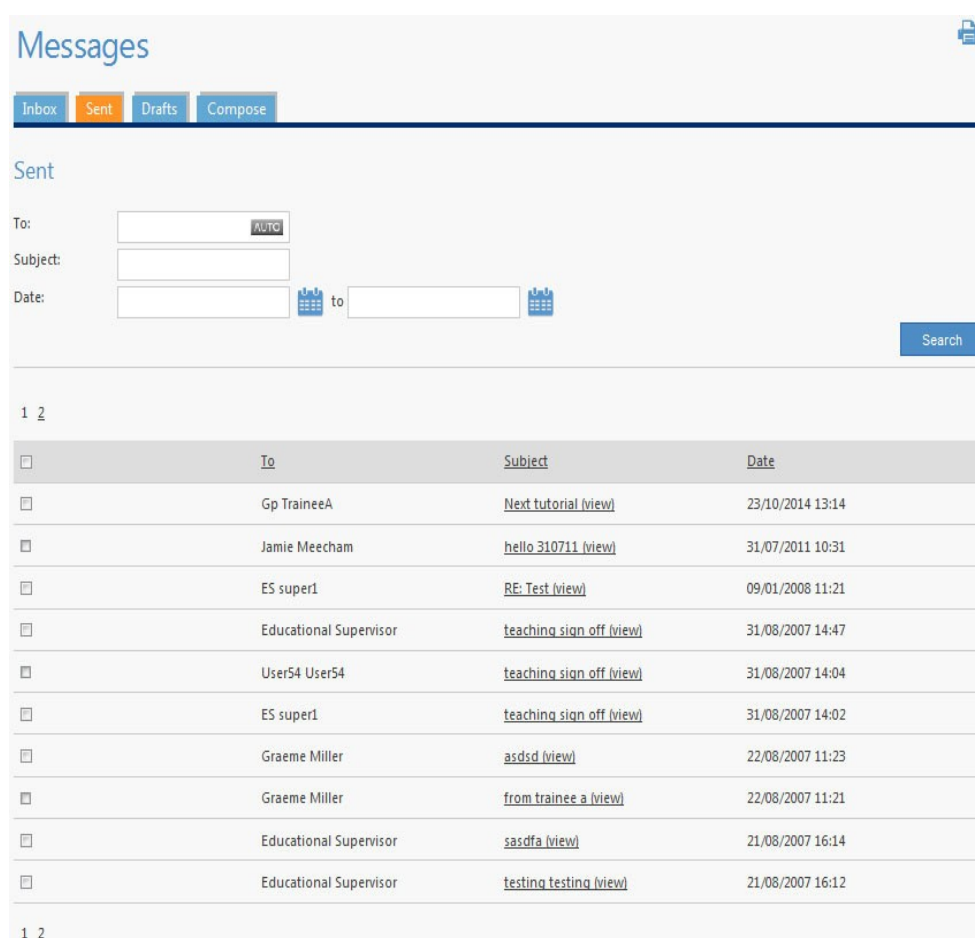 Messages
Inbox Sent Drafts Compose
Sent
To: AUTO
Subject:
Date: to
Search
1 2
To Subject Date
Gp TraineeA Next tutorial (view) 23/10/2014 13:14
Jamie Meecham hello 310711 (view) 31/07/2011 10:31
ES super1 RE: Test (view) 09/01/2008 11:21
Educational Supervisor teaching sign off (view) 31/08/2007 14:47
User54 User54 teaching sign off (view) 31/08/2007 14:04
ES super1 teaching sign off (view) 31/08/2007 14:02
Graeme Miller asdsd (view) 22/08/2007 11:23
Graeme Miller from trainee a (view) 22/08/2007 11:21
Educational Supervisor sasdfa (view) 21/08/2007 16:14
Educational Supervisor testing testing (view) 21/08/2007 16:12
1 2